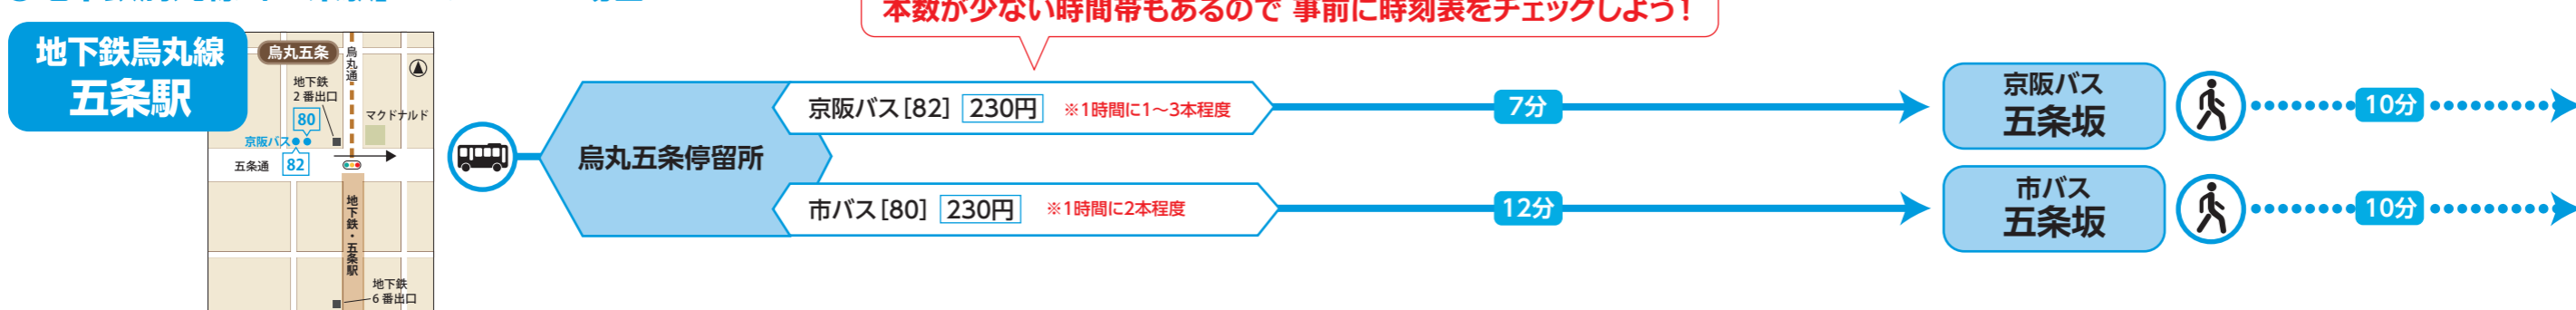 本数が少ない時間帯もあるので 事前に時刻表をチェックしよう！
地下鉄烏丸線
五条駅
烏丸五条
烏丸通
地下鉄
2番出口
80
マクドナルド
京阪バス
五条通
82
地下鉄・五条駅
地下鉄
6番出口
烏丸五条停留所
京阪バス［82］ 230円 ※1時間に1～3本程度
7分
京阪バス
五条坂
10分
市バス［80］ 230円 ※1時間に2本程度
12分
市バス
五条坂
10分